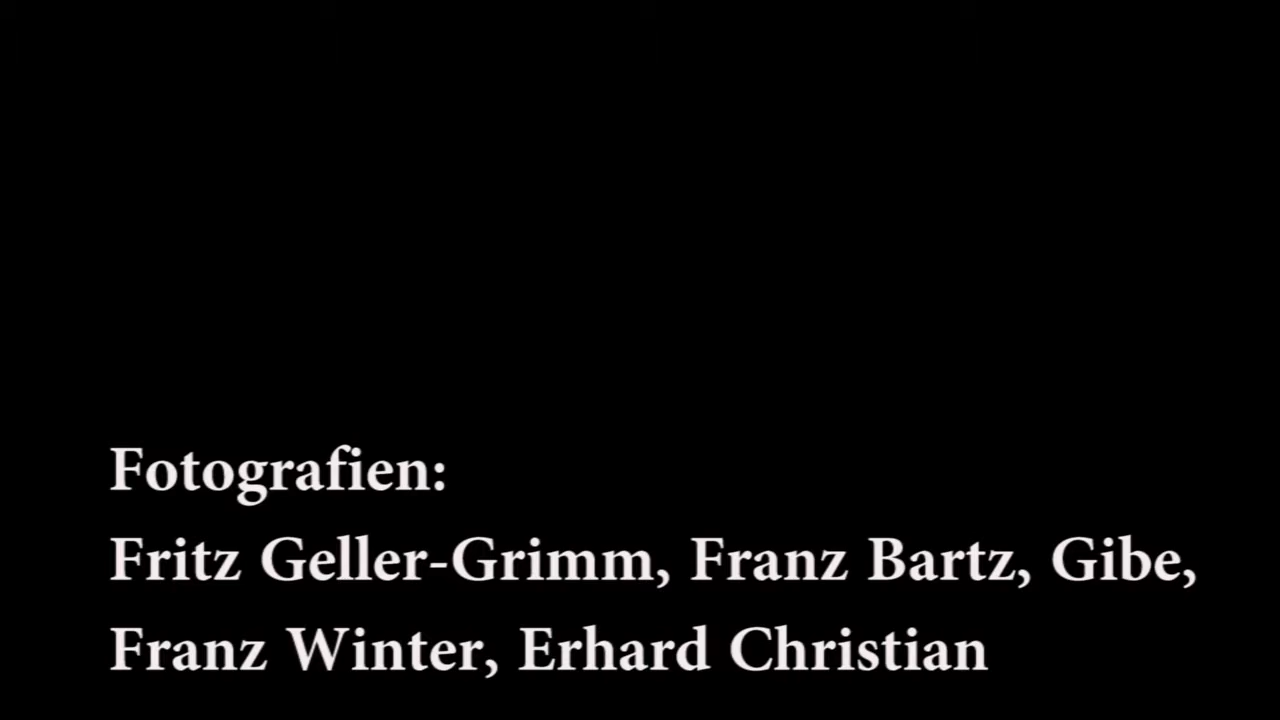 Fotografien:
Fritz Geller-Grimm, Franz Bartz, Gibe,
Franz Winter, Erhard Christian